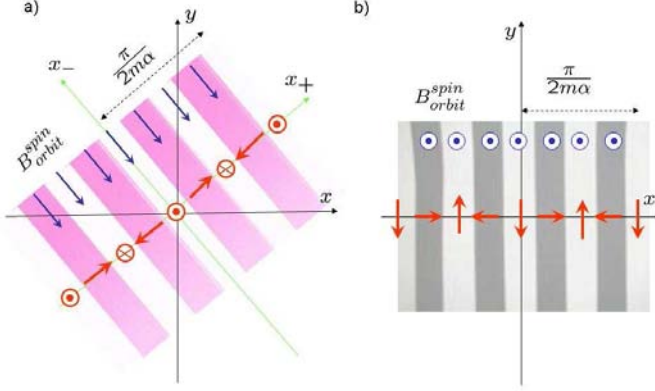 a)
y
x₋
π/2mα
x₊
B^{spin}_{orbit}
x
b)
y
π/2mα
B^{spin}_{orbit}
x